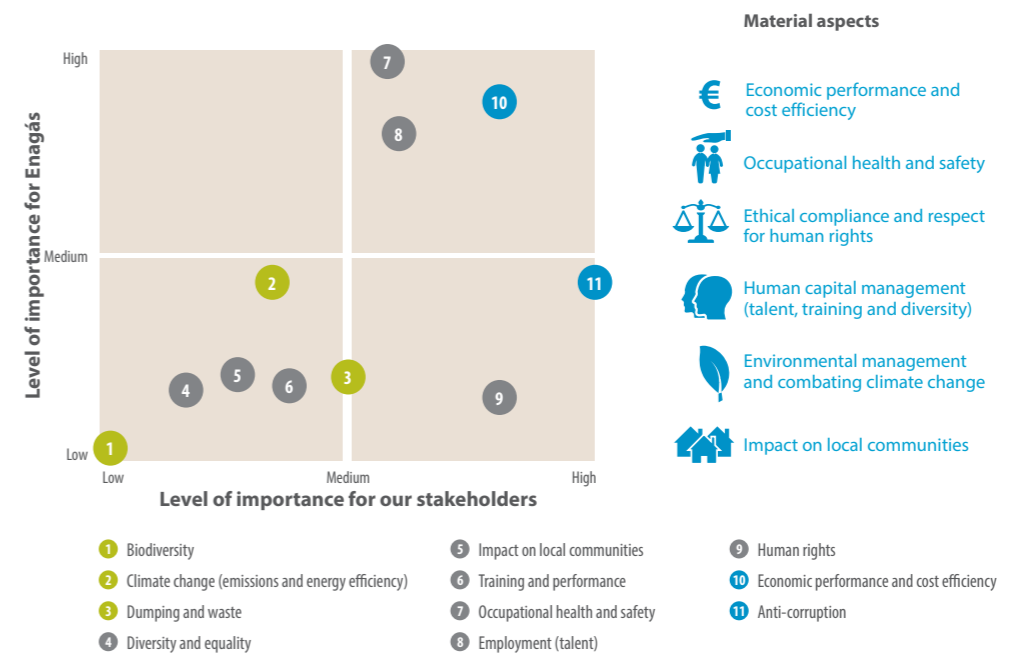 Material aspects
High
Medium
Low
Level of importance for Enagás
7
10
8
2
11
3
5
6
4
9
1
Low
Medium
High
Level of importance for our stakeholders
€
Economic performance and
cost efficiency
Occupational health and safety
Ethical compliance and respect
for human rights
Human capital management
(talent, training and diversity)
Environmental management
and combating climate change
Impact on local communities
1 Biodiversity
2 Climate change (emissions and energy efficiency)
3 Dumping and waste
4 Diversity and equality
5 Impact on local communities
6 Training and performance
7 Occupational health and safety
8 Employment (talent)
9 Human rights
10 Economic performance and cost efficiency
11 Anti-corruption